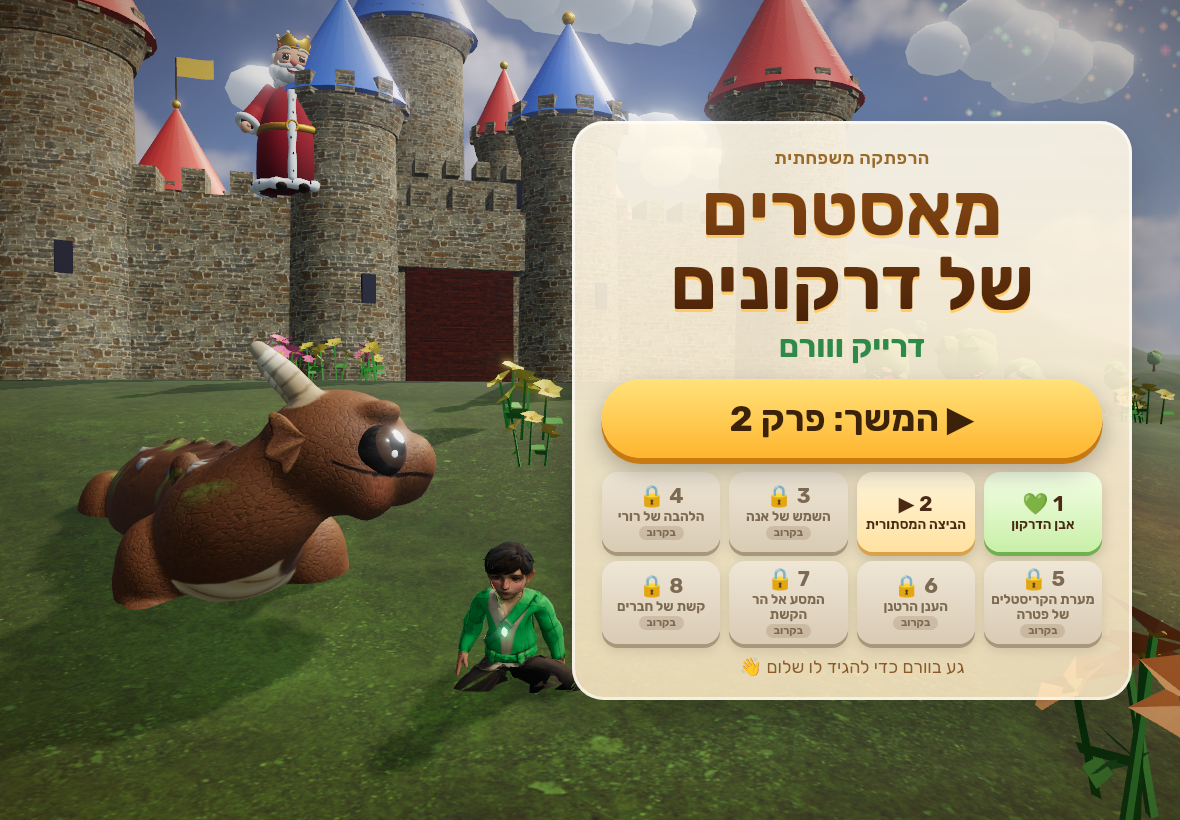 הרפתקה משפחתית
מאסטרים
של דרקונים
דרייק וווורם
▶ המשך: פרק 2
1 💚
אבן הדרקון
2 ▶
הביצה המסתורית
3 🔒
השמש של אנה
בקרוב
4 🔒
הלהבה של רורי
בקרוב
5 🔒
מערת הקריסטלים
של פטרה
בקרוב
6 🔒
הענן הרטגן
בקרוב
7 🔒
המסע אל הר
הקשת
בקרוב
8 🔒
קשת של חברים
בקרוב
גע בוורם כדי להגיד לו שלום 👋